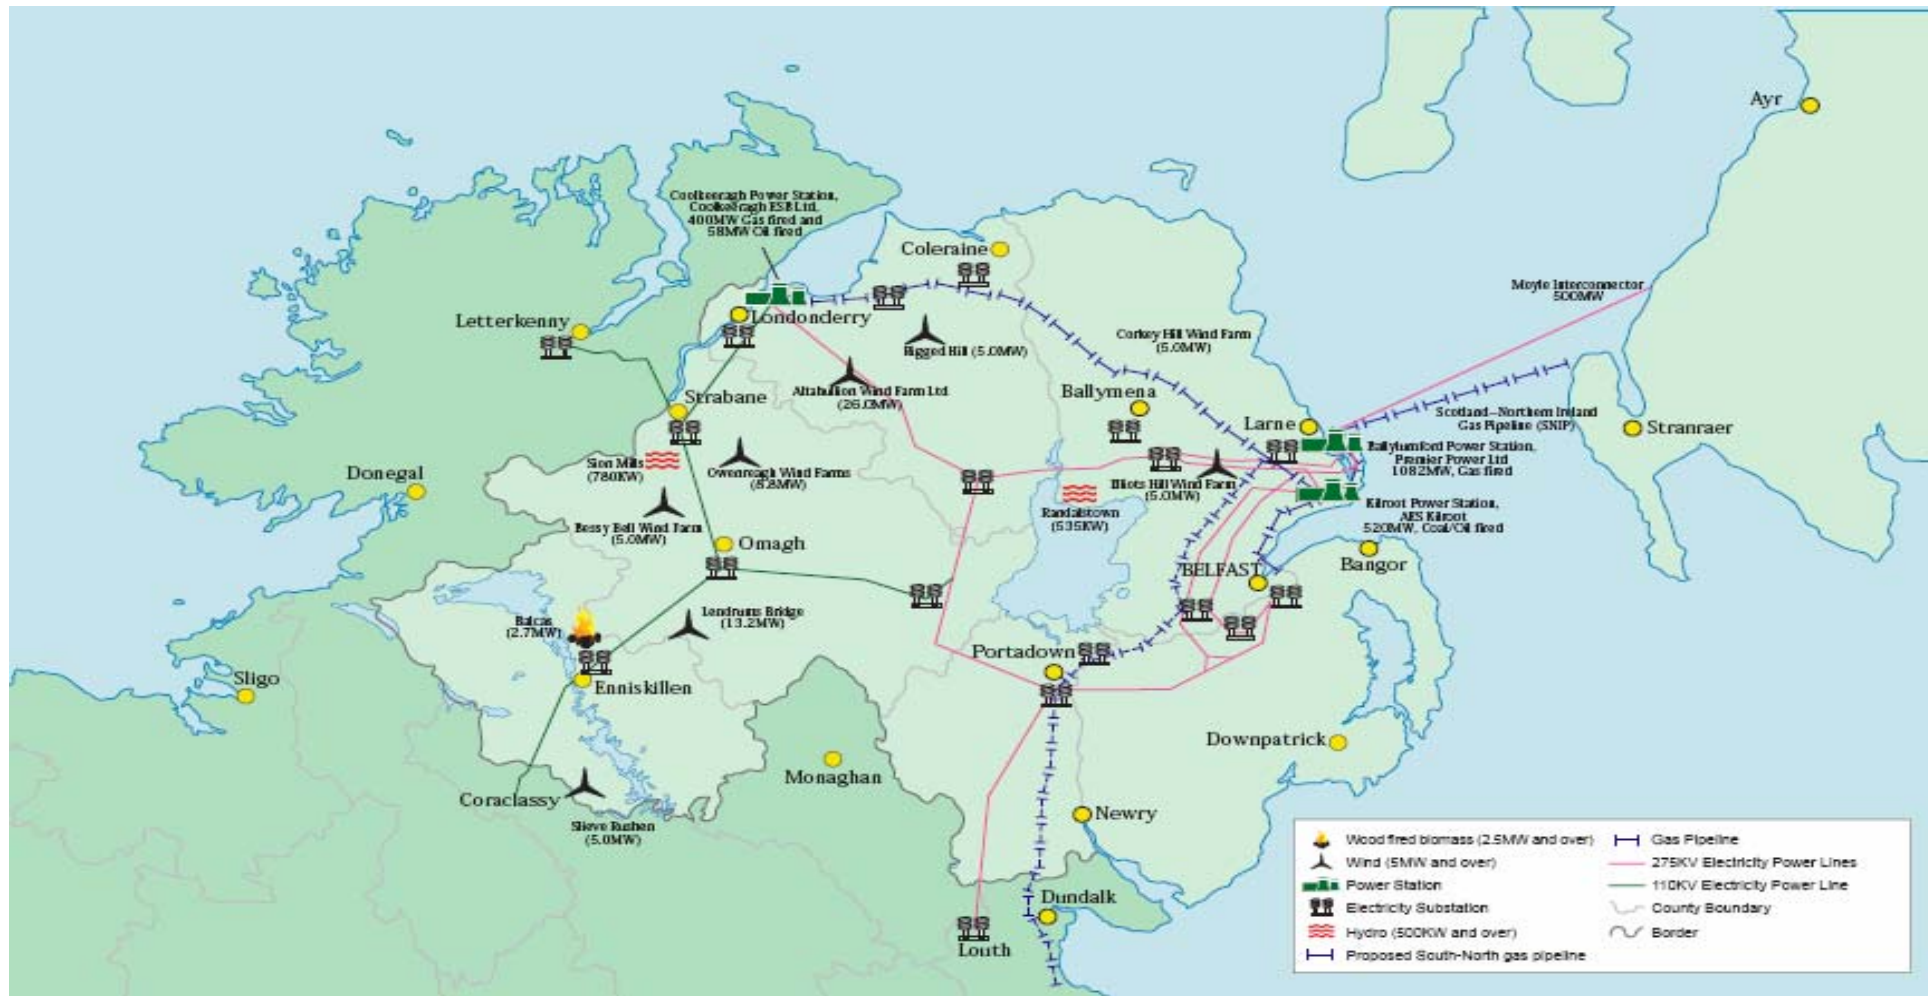 Ayr
Coolkeeragh Power Station,
Coolkeeragh ESB Ltd,
400MW Gas fired and
58MW Oil fired
Coleraine
Moyle Interconnector
500MW
Letterkenny
Londonderry
Corkey Hill Wind Farm
(5.0MW)
Rigged Hill (5.0MW)
Altahullion Wind Farm Ltd
(26.0MW)
Strabane
Ballymena
Larne
Scotland-Northern Ireland
Gas Pipeline (SNIP)
Stranraer
Ballylumford Power Station,
Premier Power Ltd
1082MW, Gas fired
Sion Mills
(780KW)
Owenreagh Wind Farms
(8.8MW)
Donegal
Elliots Hill Wind Farm
(5.0MW)
Randalstown
(535KW)
Kilroot Power Station,
AES Kilroot
520MW, Coal/Oil fired
Bessy Bell Wind Farm
(5.0MW)
Omagh
BELFAST
Bangor
Balcas
(2.7MW)
Lendrums Bridge
(13.2MW)
Portadown
Sligo
Enniskillen
Downpatrick
Monaghan
Coraclassy
Newry
Slieve Rushen
(5.0MW)
Dundalk
Louth
Wood fired biomass (2.5MW and over)
Wind (5MW and over)
Power Station
Electricity Substation
Hydro (500KW and over)
Proposed South-North gas pipeline
Gas Pipeline
275KV Electricity Power Lines
110KV Electricity Power Line
County Boundary
Border